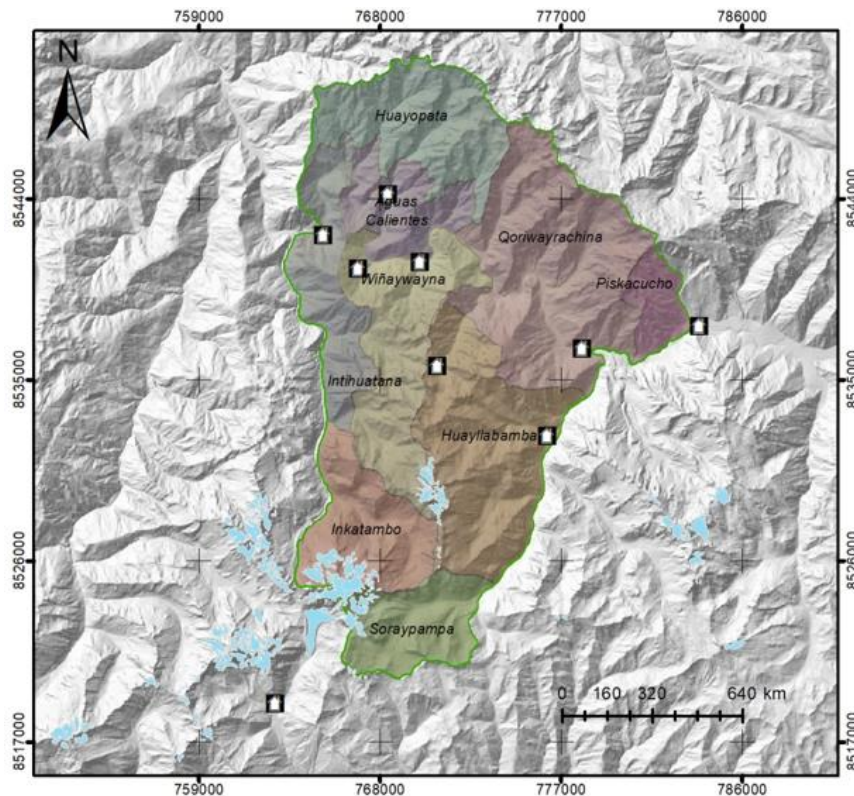 759000 768000 777000 786000
N
Huayopata
8544000 8544000
Aguas
Calientes
Qoriwayrachina
Wiñaywayna
Piskacucho
8535000 8535000
Intihuatana
Huayllabamba
Inkatambo
8526000 8526000
Soraypampa
0 160 320 640 km
8517000 8517000
759000 768000 777000 786000